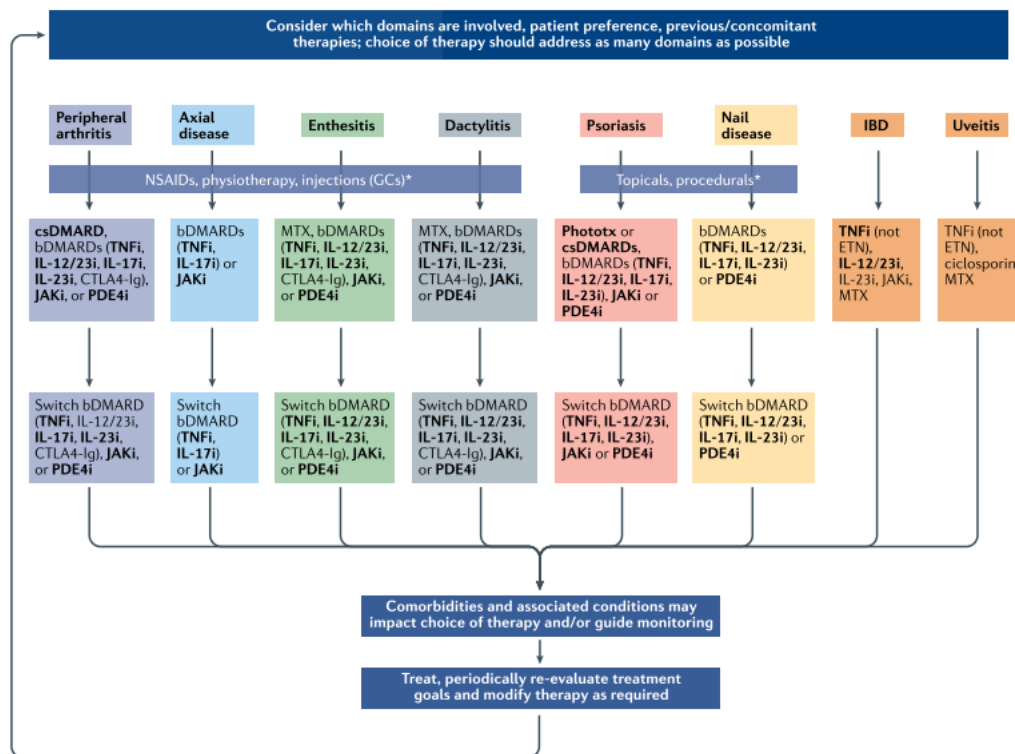 Consider which domains are involved, patient preference, previous/concomitant
therapies; choice of therapy should address as many domains as possible
Peripheral
arthritis
Axial
disease
Enthesitis
Dactylitis
Psoriasis
Nail
disease
IBD
Uveitis
NSAIDs, physiotherapy, injections (GCs)*
Topicals, procedurals*
csDMARD,
bDMARDs (TNFi,
IL-12/23i, IL-17i,
IL-23i, CTLA4-Ig),
JAKi, or PDE4i
bDMARDs
(TNFi,
IL-17i) or
JAKi
MTX, bDMARDs
(TNFi, IL-12/23i,
IL-17i, IL-23i,
CTLA4-Ig), JAKi,
or PDE4i
MTX, bDMARDs
(TNFi, IL-12/23i,
IL-17i, IL-23i,
CTLA4-Ig), JAKi,
or PDE4i
Phototx or
csDMARDs,
bDMARDs (TNFi,
IL-12/23i, IL-17i,
IL-23i), JAKi or
PDE4i
bDMARDs
(TNFi, IL-12/23i,
IL-17i, IL-23i)
or PDE4i
TNFi (not
ETN),
IL-12/23i,
IL-23i, JAKi,
MTX
TNFi (not
ETN),
ciclosporin
MTX
Switch bDMARD
(TNFi, IL-12/23i,
IL-17i, IL-23i,
CTLA4-Ig), JAKi,
or PDE4i
Switch
bDMARD
(TNFi,
IL-17i)
or JAKi
Switch bDMARD
(TNFi, IL-12/23i,
IL-17i, IL-23i,
CTLA4-Ig), JAKi,
or PDE4i
Switch bDMARD
(TNFi, IL-12/23i,
IL-17i, IL-23i,
CTLA4-Ig), JAKi,
or PDE4i
Switch bDMARD
(TNFi, IL-12/23i,
IL-17i, IL-23i),
JAKi or PDE4i
Switch bDMARD
(TNFi, IL-12/23i,
IL-17i, IL-23i) or
PDE4i
Comorbidities and associated conditions may
impact choice of therapy and/or guide monitoring
Treat, periodically re-evaluate treatment
goals and modify therapy as required